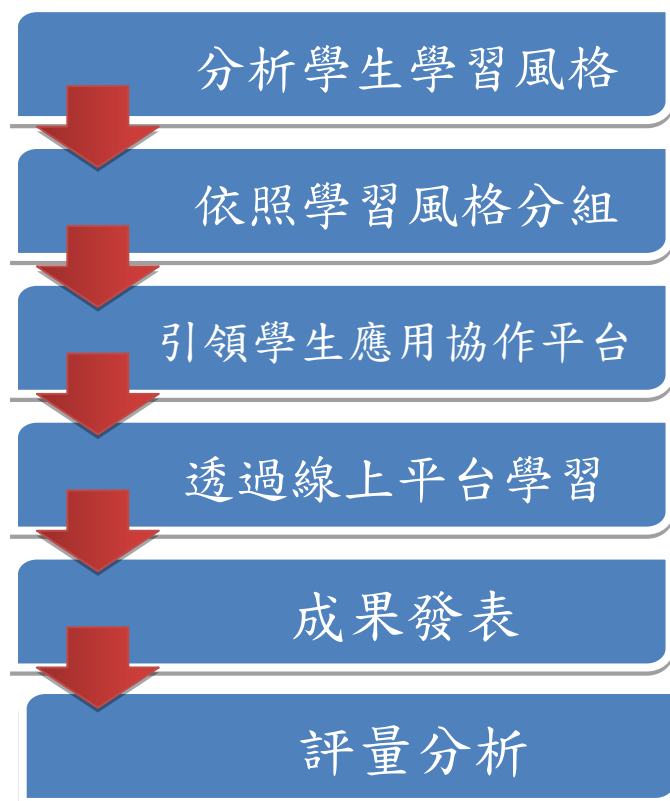 分析學生學習風格
依照學習風格分組
引領學生應用協作平台
透過線上平台學習
成果發表
評量分析